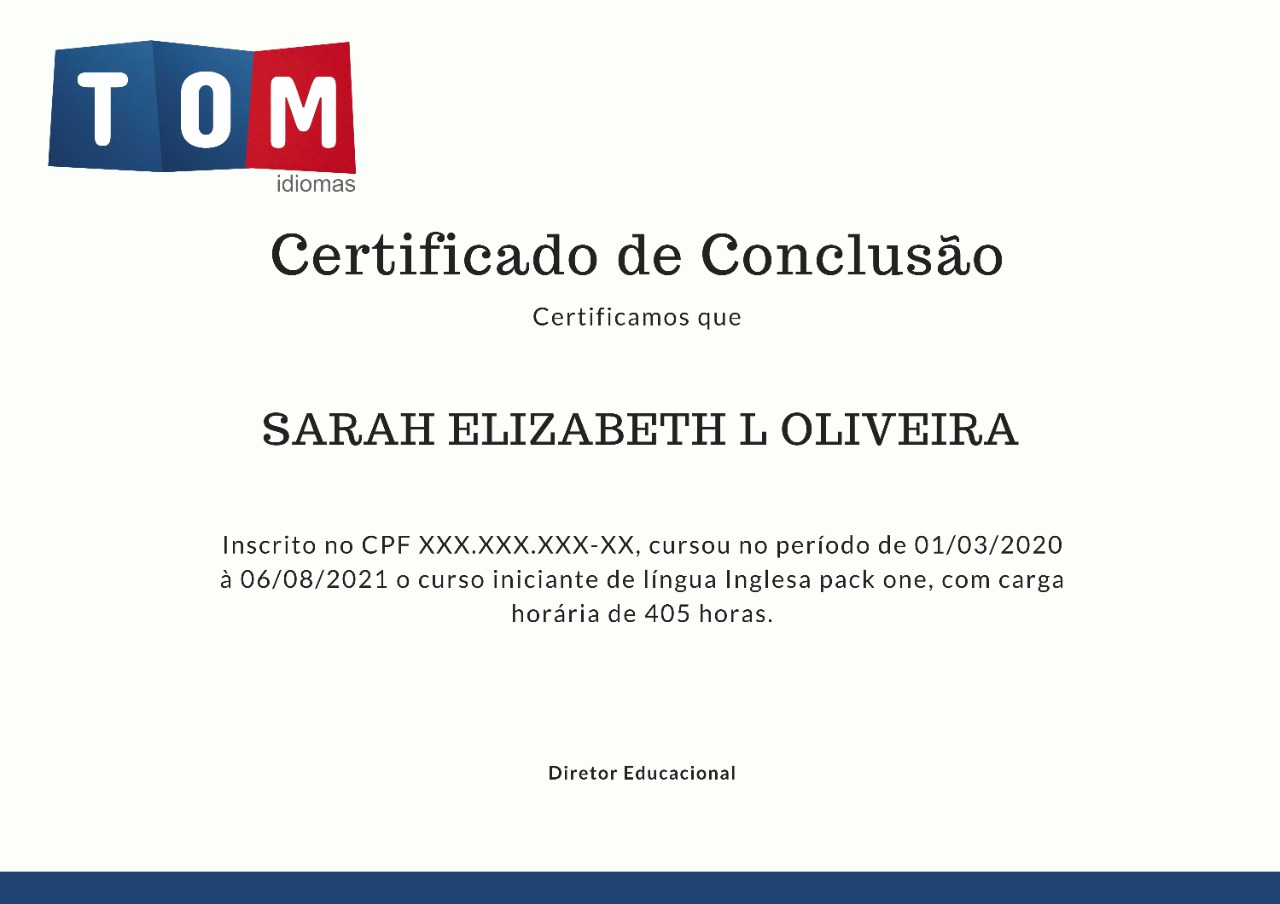 TOM
idiomas
Certificado de Conclusão
Certificamos que
SARAH ELIZABETH L OLIVEIRA
Inscrito no CPF XXX.XXX.XXX-XX, cursou no período de 01/03/2020
à 06/08/2021 o curso iniciante de língua Inglesa pack one, com carga
horária de 405 horas.
Diretor Educacional